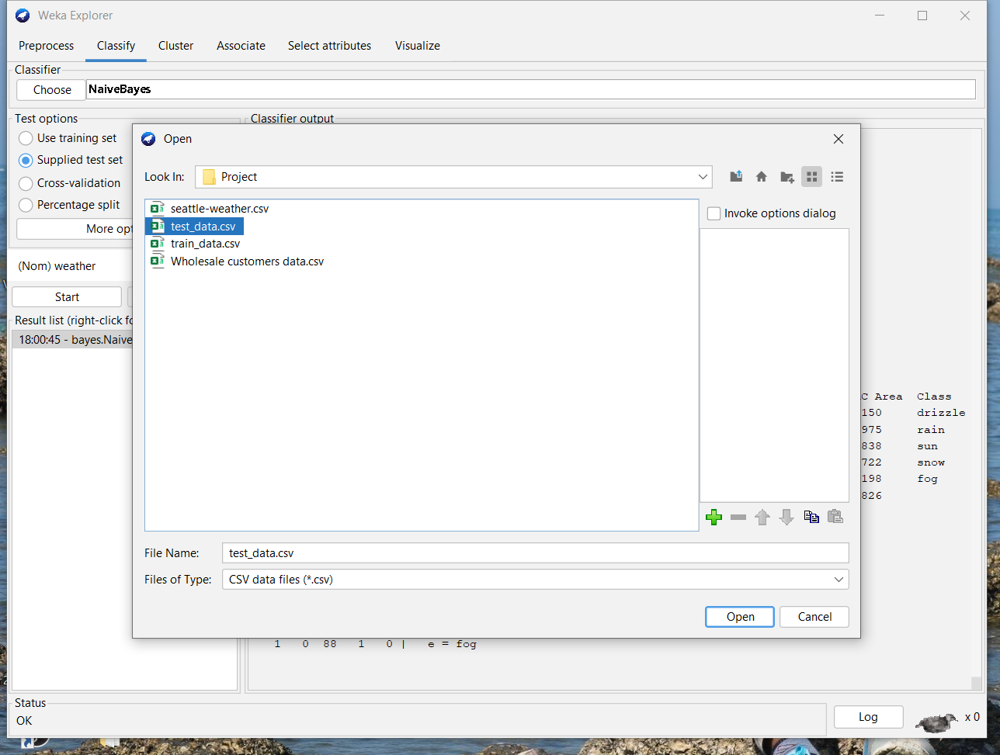 Weka Explorer
Preprocess Classify Cluster Associate Select attributes Visualize
Classifier
Choose NaiveBayes
Test options
Classifier output
Use training set
Supplied test set
Cross-validation
Percentage split
More opt
(Nom) weather
Start
Result list (right-click fo
18:00:45 - bayes.Naive
Open
Look In: Project
seattle-weather.csv
test_data.csv
train_data.csv
Wholesale customers data.csv
Invoke options dialog
File Name: test_data.csv
Files of Type: CSV data files (*.csv)
Open Cancel
C Area Class
150 drizzle
975 rain
838 sun
722 snow
198 fog
826
1 0 88 1 0 | e = fog
Status
OK
Log
x 0